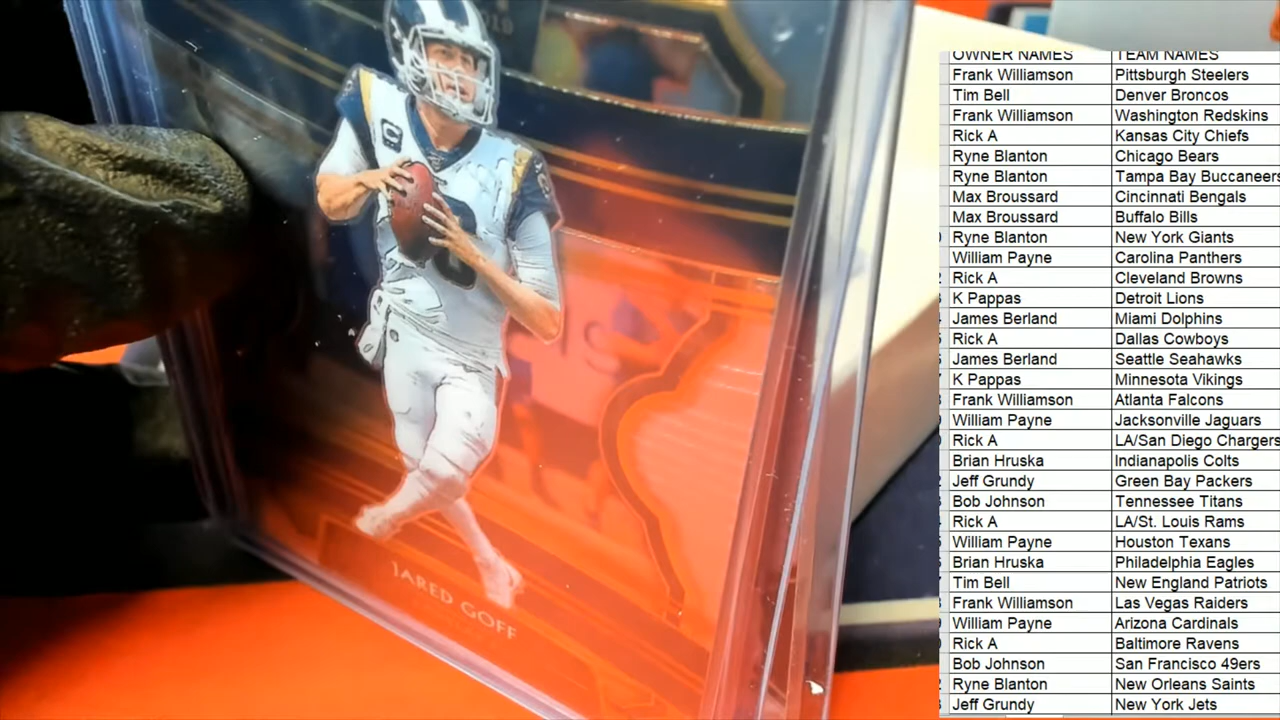 OWNER NAMES TEAM NAMES
Frank Williamson Pittsburgh Steelers
Tim Bell Denver Broncos
Frank Williamson Washington Redskins
Rick A Kansas City Chiefs
Ryne Blanton Chicago Bears
Ryne Blanton Tampa Bay Buccaneers
Max Broussard Cincinnati Bengals
Max Broussard Buffalo Bills
Ryne Blanton New York Giants
William Payne Carolina Panthers
Rick A Cleveland Browns
K Pappas Detroit Lions
James Berland Miami Dolphins
Rick A Dallas Cowboys
James Berland Seattle Seahawks
K Pappas Minnesota Vikings
Frank Williamson Atlanta Falcons
William Payne Jacksonville Jaguars
Rick A LA/San Diego Chargers
Brian Hruska Indianapolis Colts
Jeff Grundy Green Bay Packers
Bob Johnson Tennessee Titans
Rick A LA/St. Louis Rams
William Payne Houston Texans
Brian Hruska Philadelphia Eagles
Tim Bell New England Patriots
Frank Williamson Las Vegas Raiders
William Payne Arizona Cardinals
Rick A Baltimore Ravens
Bob Johnson San Francisco 49ers
Ryne Blanton New Orleans Saints
Jeff Grundy New York Jets
C
JARED GOFF